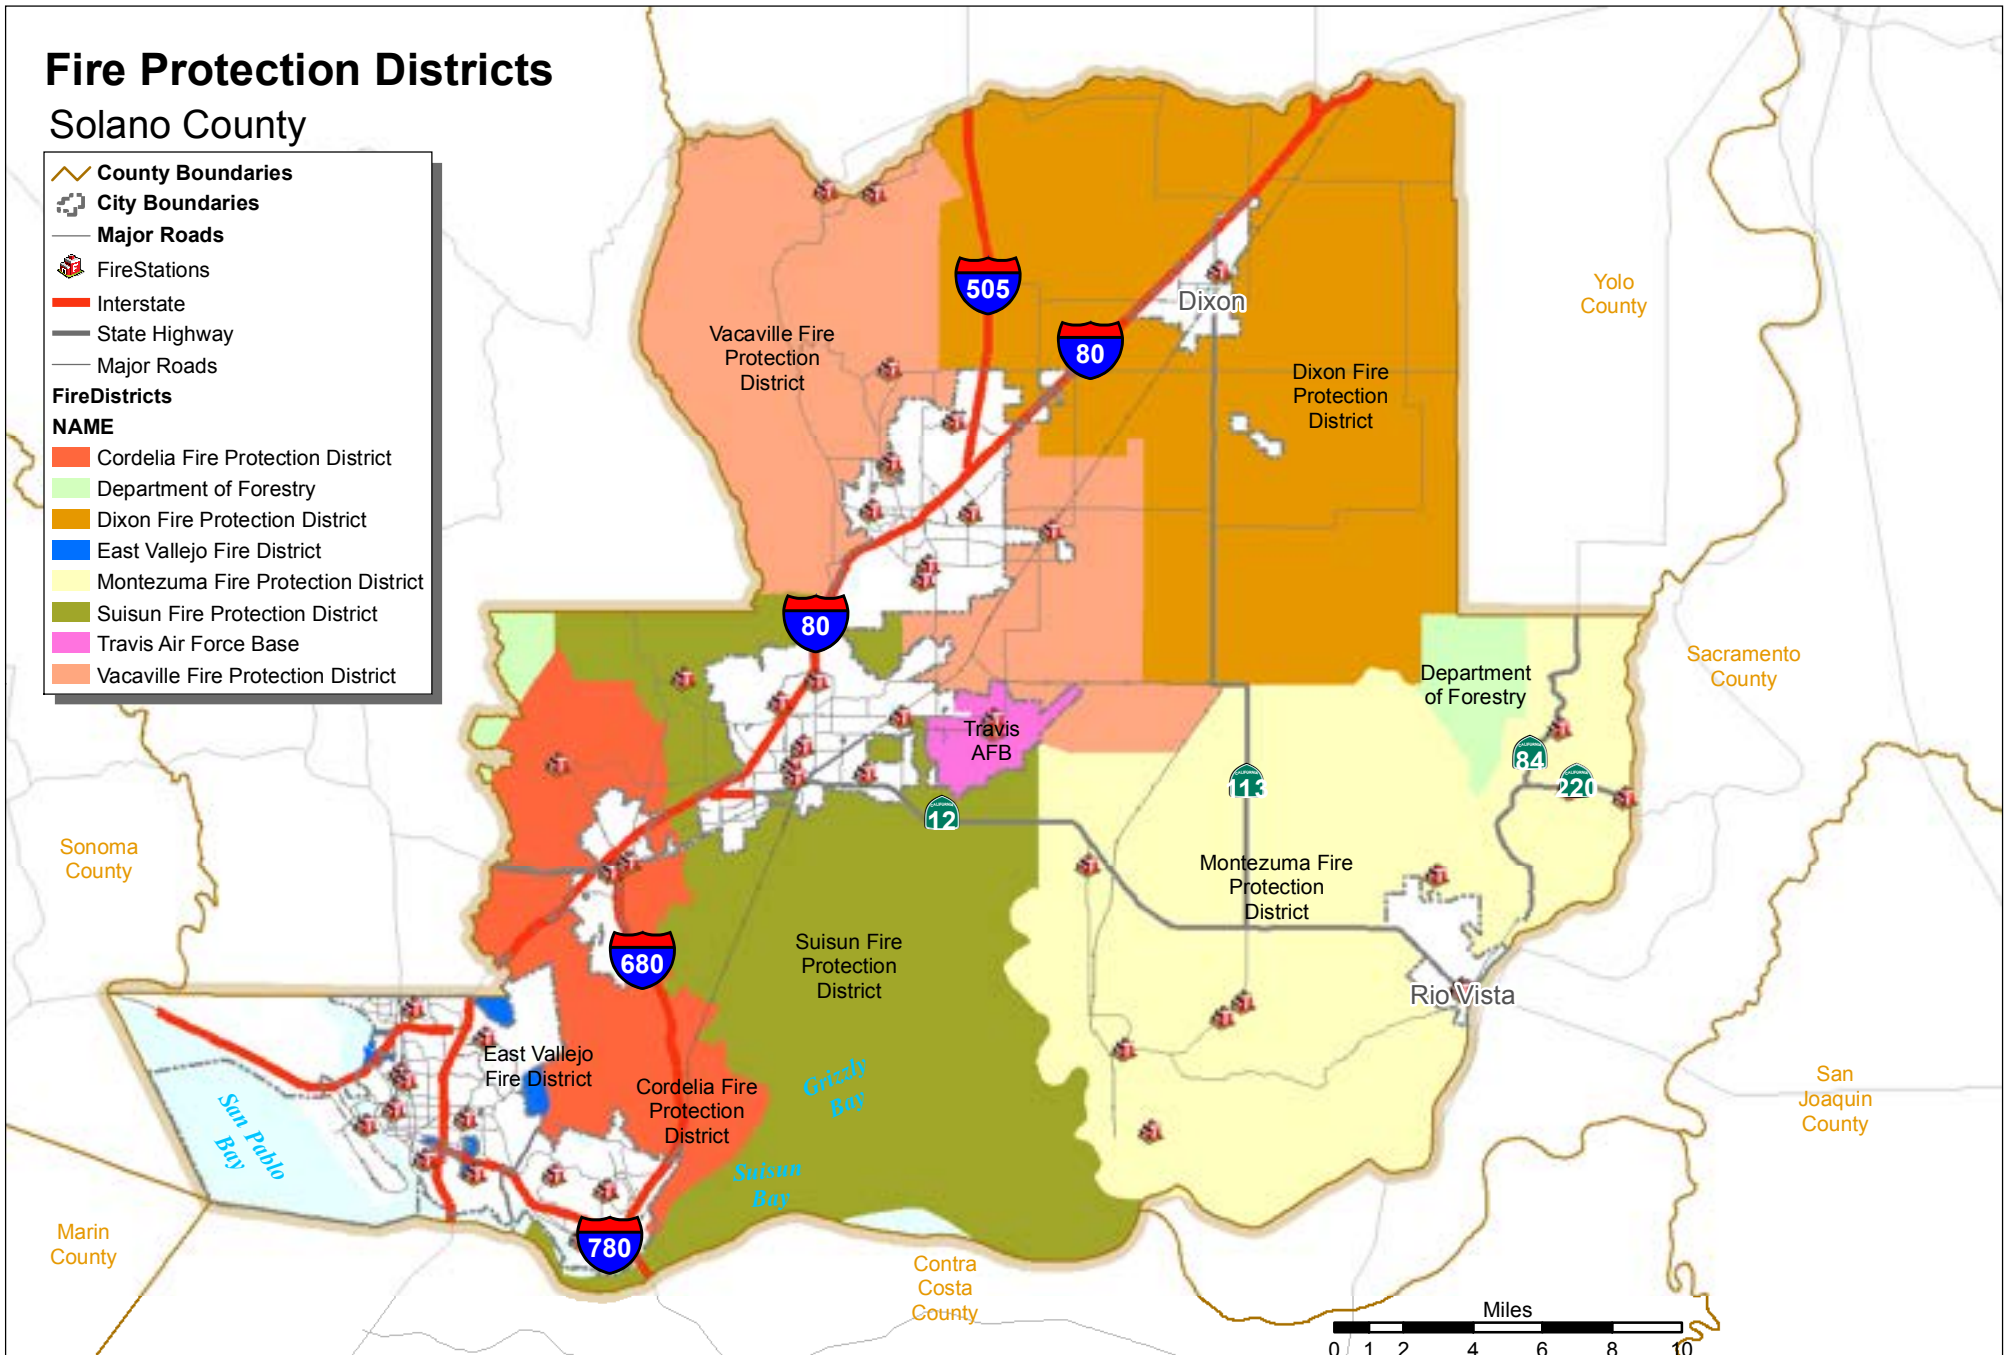 Fire Protection Districts
Solano County
County Boundaries
City Boundaries
Major Roads
FireStations
Interstate
State Highway
Major Roads
FireDistricts
NAME
Cordelia Fire Protection District
Department of Forestry
Dixon Fire Protection District
East Vallejo Fire District
Montezuma Fire Protection District
Suisun Fire Protection District
Travis Air Force Base
Vacaville Fire Protection District
505
80
Dixon
Yolo
County
Vacaville Fire
Protection
District
Dixon Fire
Protection
District
80
Department
of Forestry
Sacramento
County
Travis
AFB
CALIFORNIA
84
CALIFORNIA
220
CALIFORNIA
113
CALIFORNIA
12
Sonoma
County
Montezuma Fire
Protection
District
Suisun Fire
Protection
District
680
Rio Vista
East Vallejo
Fire District
Cordelia Fire
Protection
District
Grizzly
Bay
San Pablo
Bay
Suisun
Bay
San
Joaquin
County
Marin
County
780
Contra
Costa
County
Miles
0 1 2 4 6 8 10